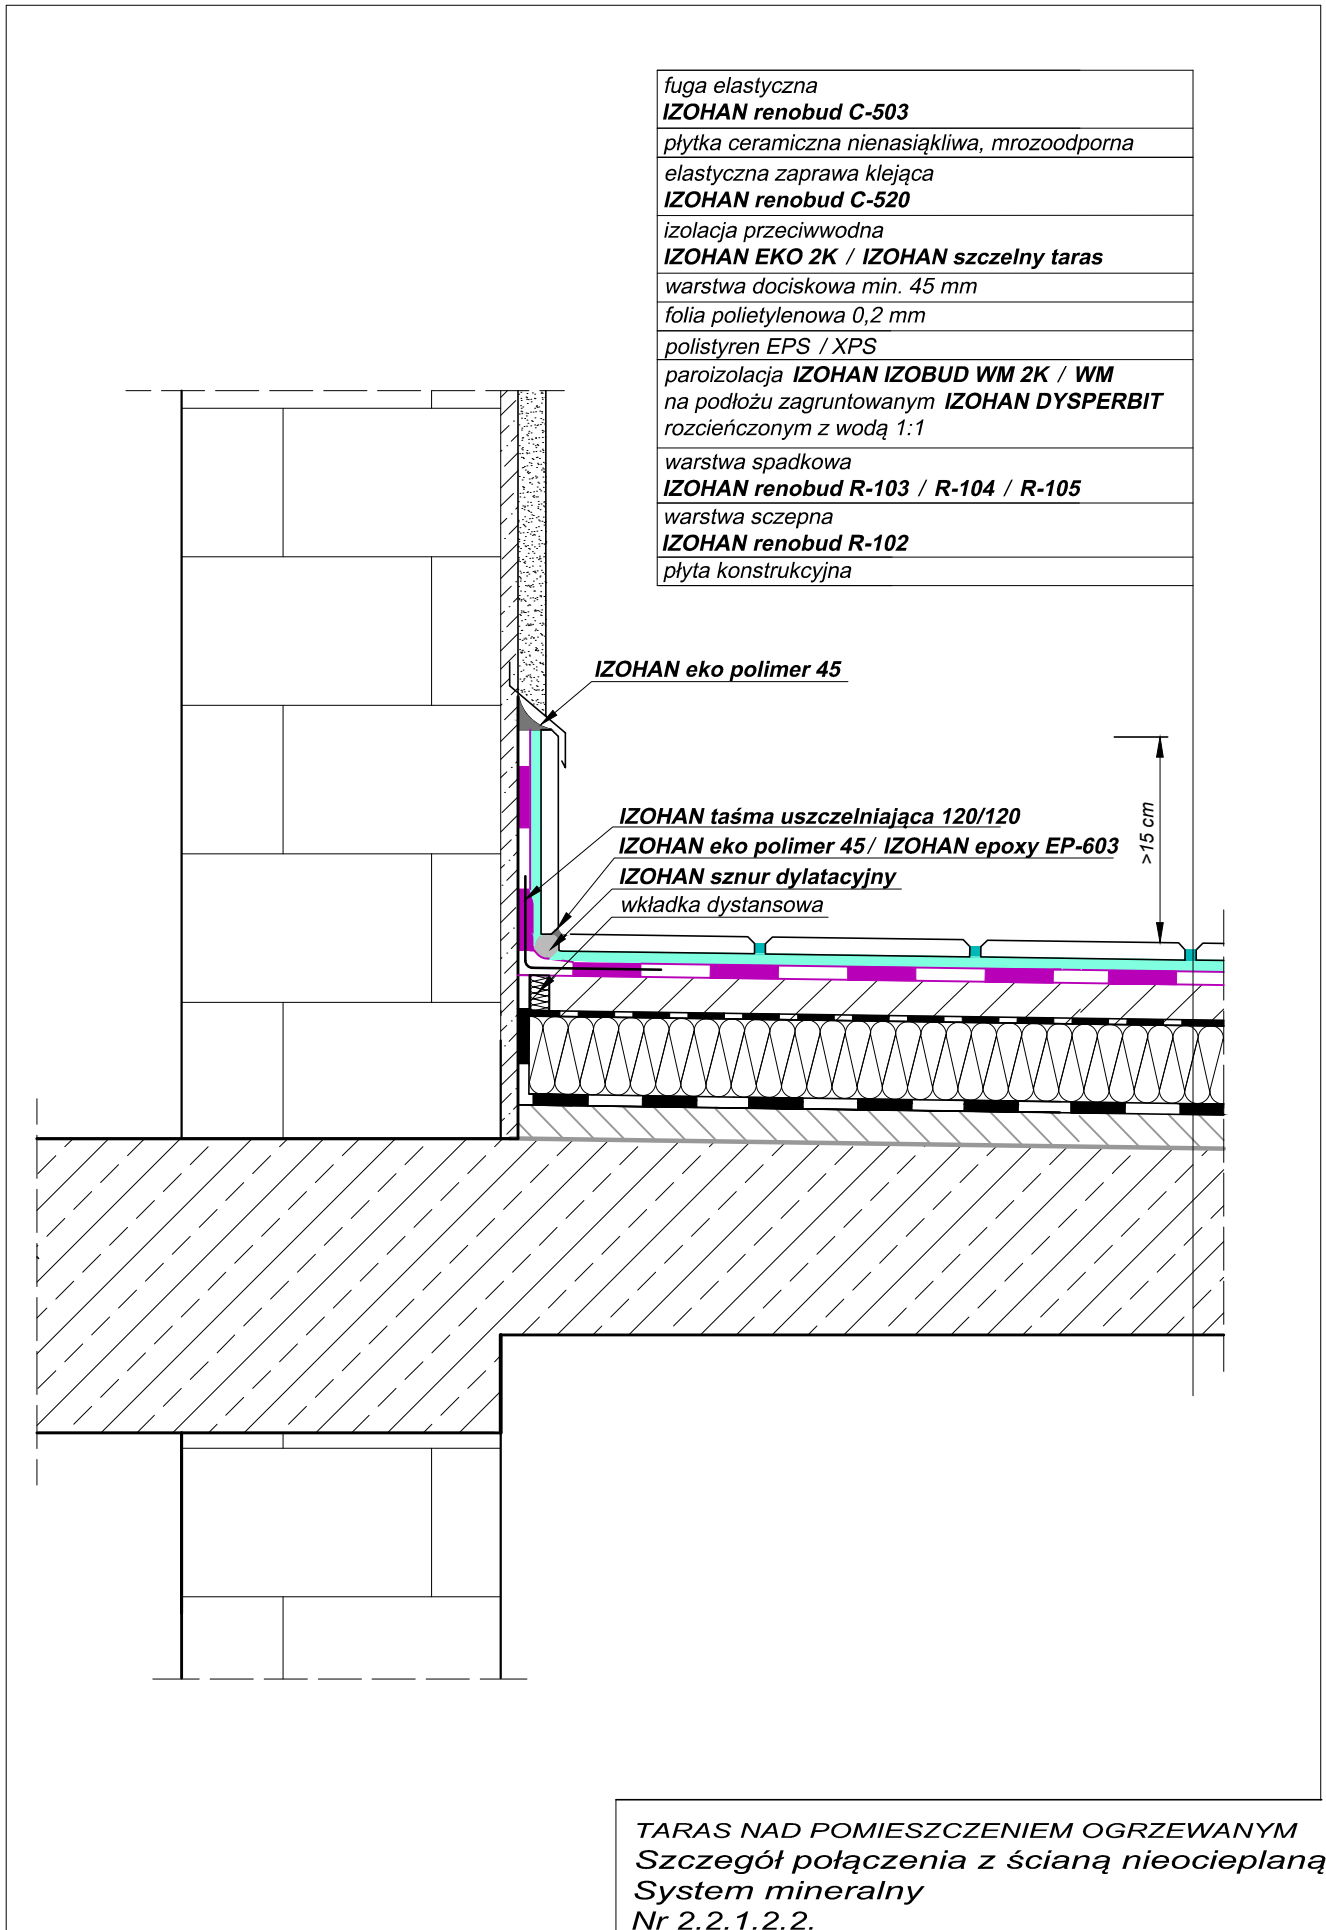 fuga elastyczna
IZOHAN renobud C-503
płytka ceramiczna nienasiąkliwa, mrozoodporna
elastyczna zaprawa klejąca
IZOHAN renobud C-520
izolacja przeciwwodna
IZOHAN EKO 2K / IZOHAN szczelny taras
warstwa dociskowa min. 45 mm
folia polietylenowa 0,2 mm
polistyren EPS / XPS
paroizolacja IZOHAN IZOBUD WM 2K / WM
na podłożu zagruntowanym IZOHAN DYSPERBIT
rozcieńczonym z wodą 1:1
warstwa spadkowa
IZOHAN renobud R-103 / R-104 / R-105
warstwa sczepna
IZOHAN renobud R-102
płyta konstrukcyjna
IZOHAN eko polimer 45
IZOHAN taśma uszczelniająca 120/120
IZOHAN eko polimer 45/ IZOHAN epoxy EP-603
IZOHAN sznur dylatacyjny
wkładka dystansowa
>15 cm
TARAS NAD POMIESZCZENIEM OGRZEWANYM
Szczegół połączenia z ścianą nieocieplaną
System mineralny
Nr 2.2.1.2.2.